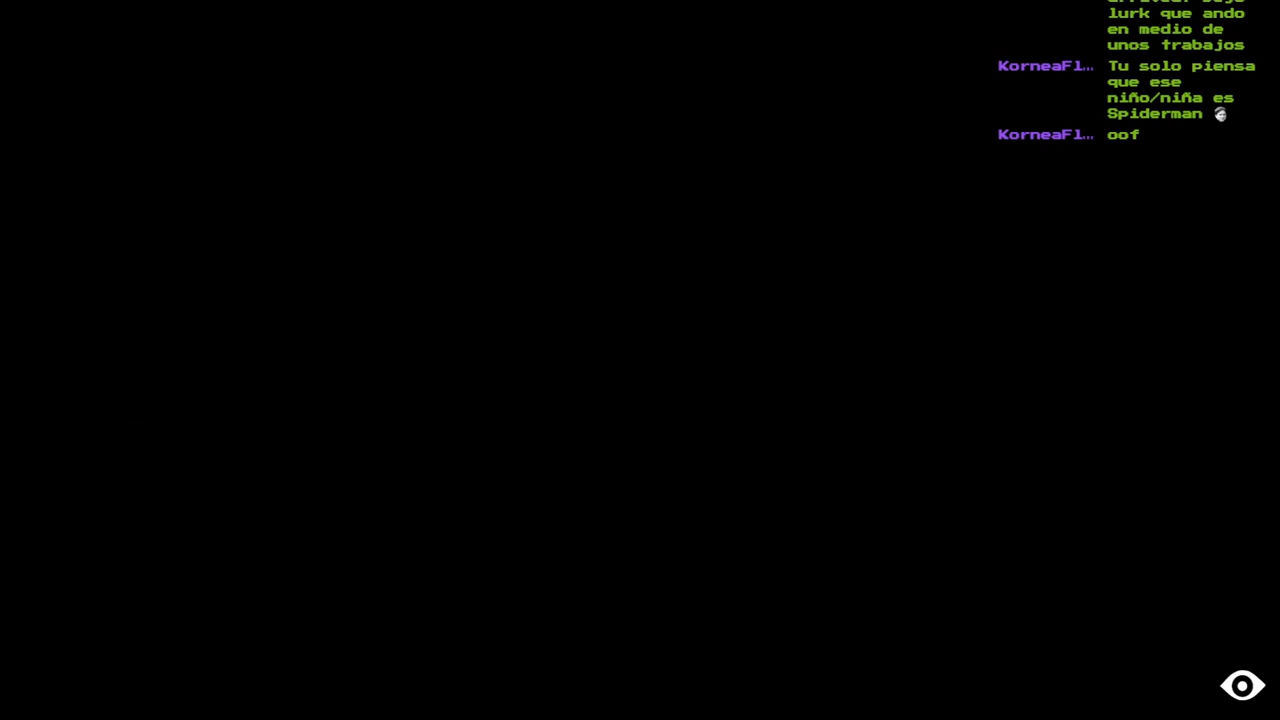 lurk que ando
en medio de
unos trabajos
KorneaFl… Tu solo piensa
que ese
niño/niña es
Spiderman
KorneaFl… oof